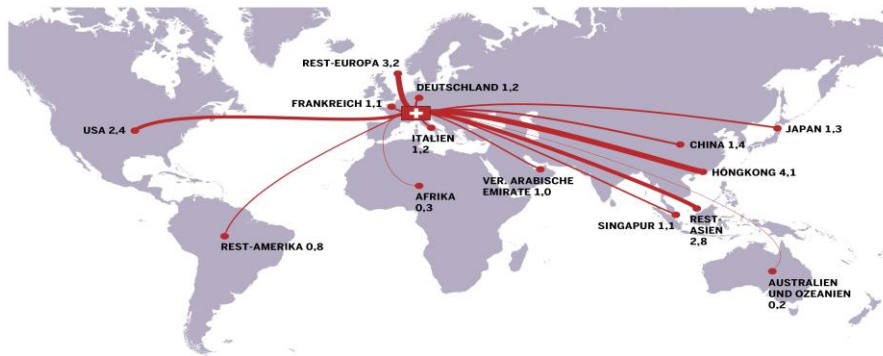 REST-EUROPA 3,2
DEUTSCHLAND 1,2
FRANKREICH 1,1
USA 2,4
ITALIEN
1,2
JAPAN 1,3
CHINA 1,4
HONGKONG 4,1
VER. ARABISCHE
EMIRATE 1,0
AFRIKA
0,3
SINGAPUR 1,1
REST-
ASIEN
2,8
REST-AMERIKA 0,8
AUSTRALIEN
UND OZEANIEN
0,2